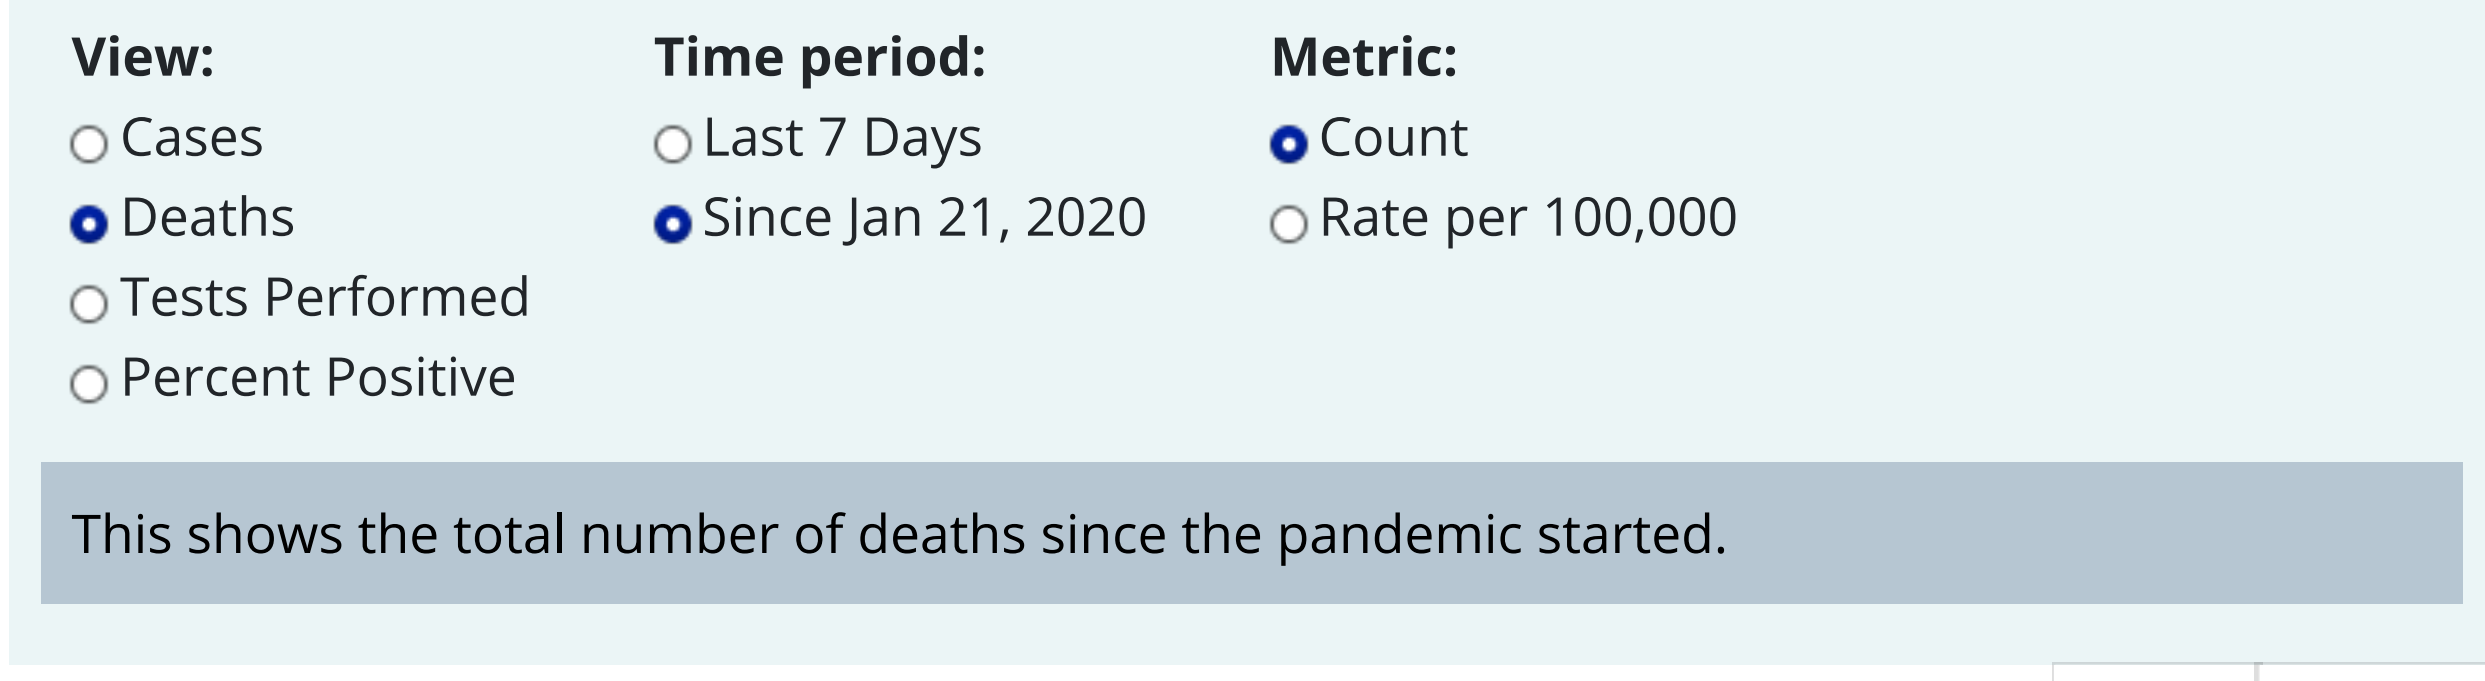 View:
Cases
Deaths
Tests Performed
Percent Positive
Time period:
Last 7 Days
Since Jan 21, 2020
Metric:
Count
Rate per 100,000
This shows the total number of deaths since the pandemic started.